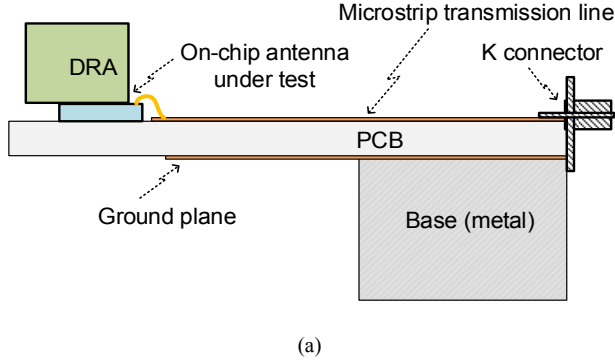 Microstrip transmission line
On-chip antenna
under test
K connector
DRA
PCB
Ground plane
Base (metal)
(a)